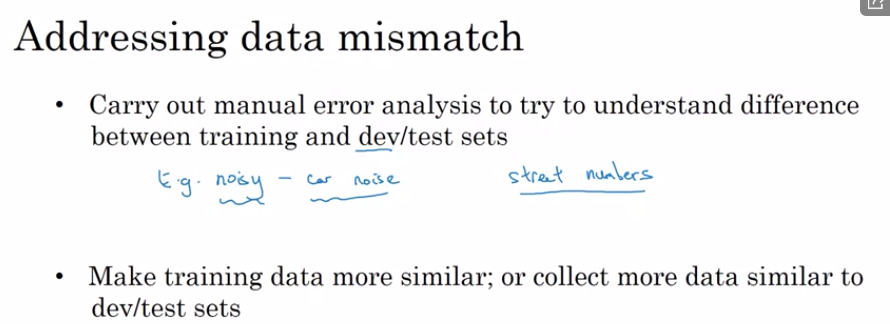 Addressing data mismatch
• Carry out manual error analysis to try to understand difference
between training and dev/test sets
E.g. noisy - car noise street numbers
• Make training data more similar; or collect more data similar to
dev/test sets